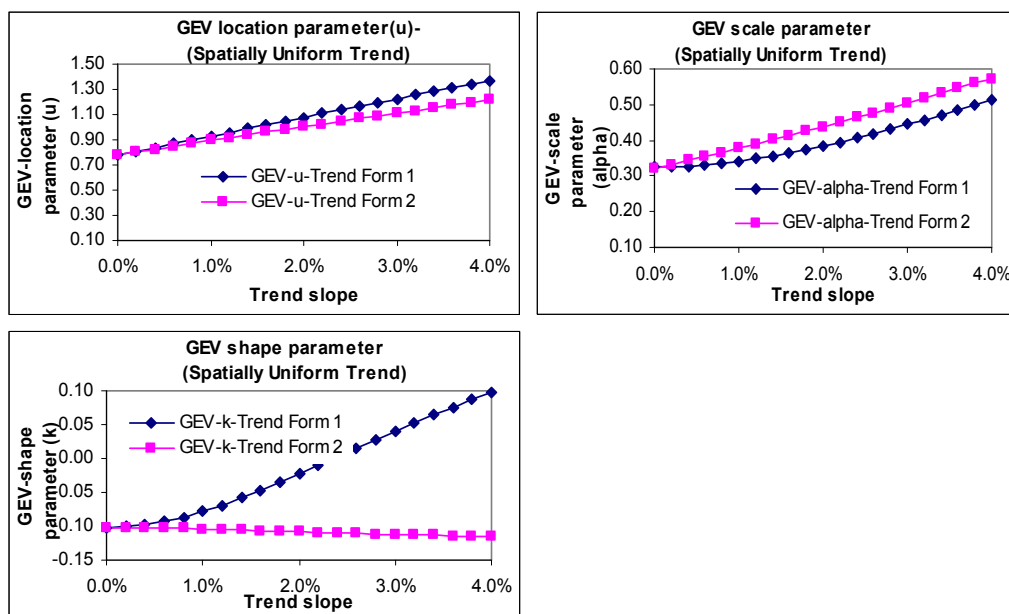 GEV location parameter(u)-
(Spatially Uniform Trend)
GEV-location
parameter (u)
1.50
1.30
1.10
0.90
0.70
0.50
0.30
0.10
GEV-u-Trend Form 1
GEV-u-Trend Form 2
0.0% 1.0% 2.0% 3.0% 4.0%
Trend slope
GEV scale parameter
(Spatially Uniform Trend)
GEV-scale
parameter
(alpha)
0.60
0.50
0.40
0.30
0.20
0.10
GEV-alpha-Trend Form 1
GEV-alpha-Trend Form 2
0.0% 1.0% 2.0% 3.0% 4.0%
Trend slope
GEV shape parameter
(Spatially Uniform Trend)
GEV-shape
parameter (k)
0.10
0.05
0.00
-0.05
-0.10
-0.15
GEV-k-Trend Form 1
GEV-k-Trend Form 2
0.0% 1.0% 2.0% 3.0% 4.0%
Trend slope